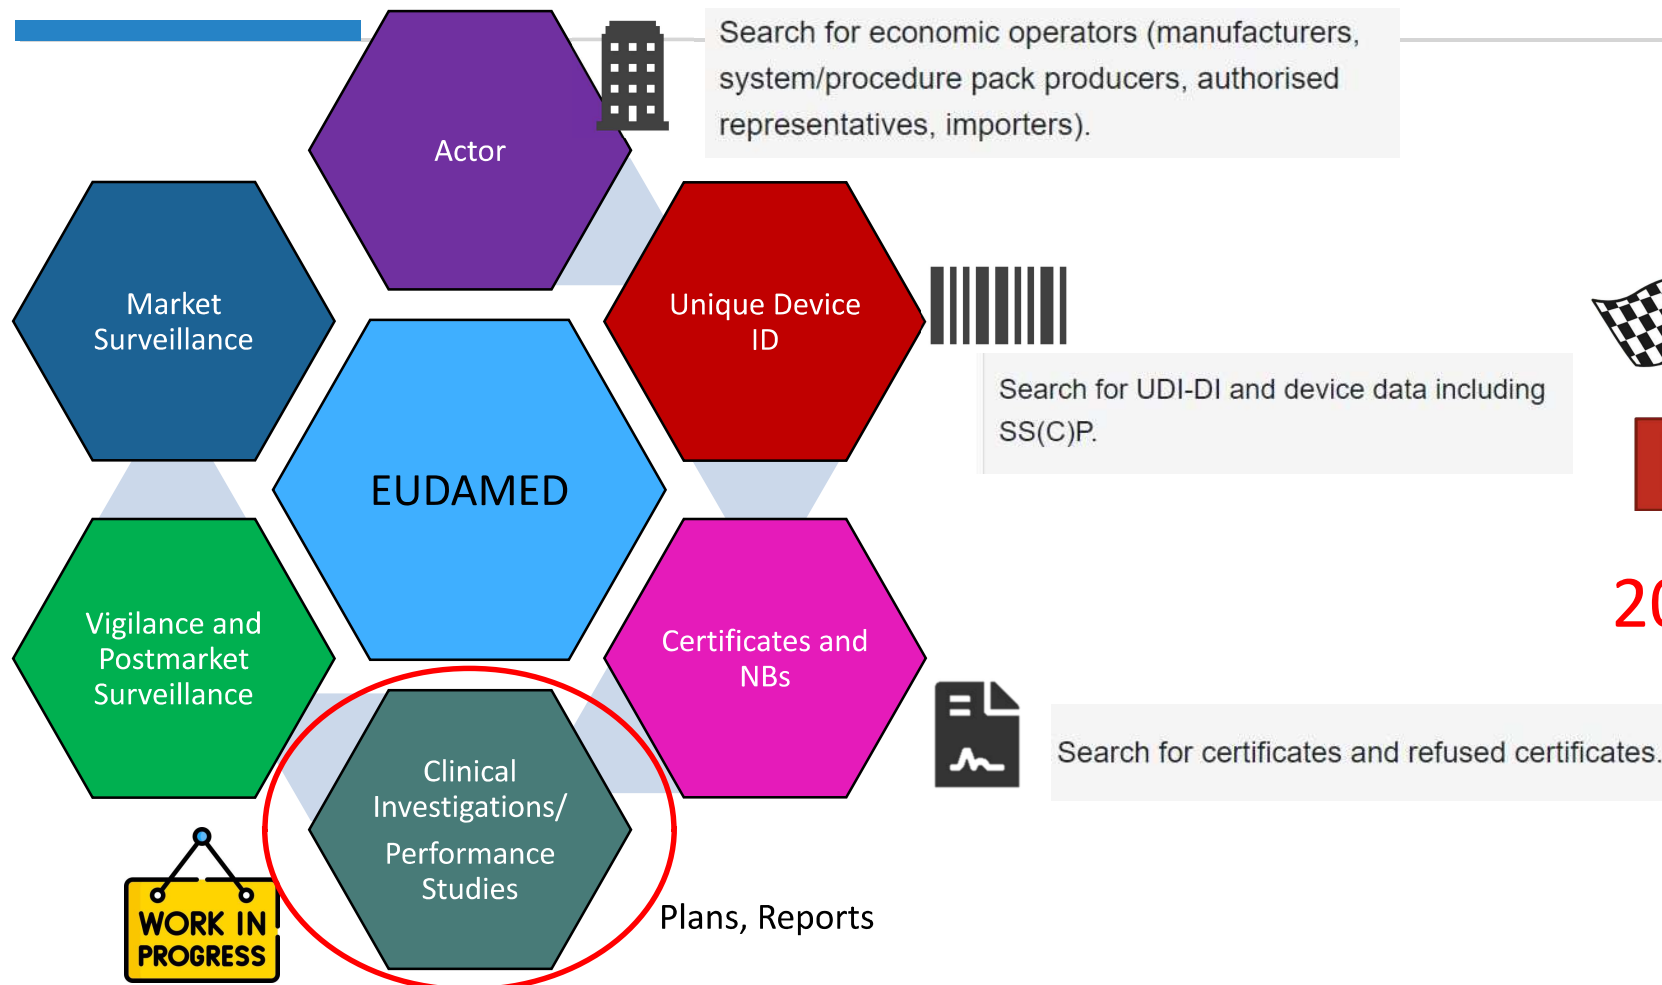 Search for economic operators (manufacturers,
system/procedure pack producers, authorised
representatives, importers).
Actor
Market
Surveillance
Unique Device
ID
Search for UDI-DI and device data including
SS(C)P.
EUDAMED
Vigilance and
Postmarket
Surveillance
Certificates and
NBs
Search for certificates and refused certificates.
Clinical
Investigations/
Performance
Studies
Plans, Reports
WORK IN
PROGRESS